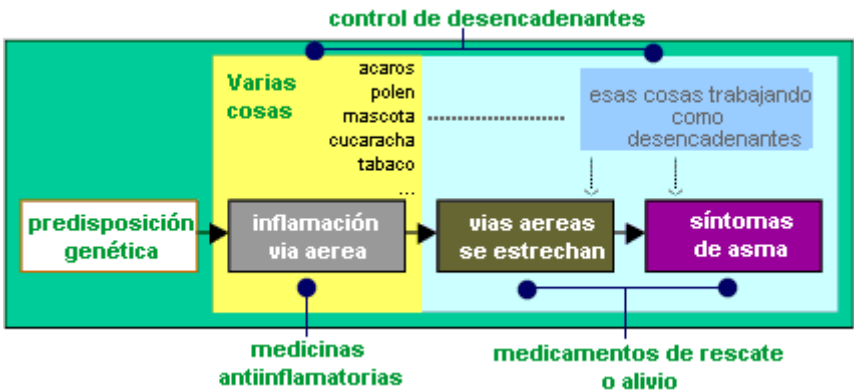 control de desencadenantes
Varias
cosas
acaros
polen
mascota
cucaracha
tabaco
...
esas cosas trabajando
como
desencadenantes
predisposición
genética
inflamación
via aerea
vias aereas
se estrechan
síntomas
de asma
medicinas
antiinflamatorias
medicamentos de rescate
o alivio